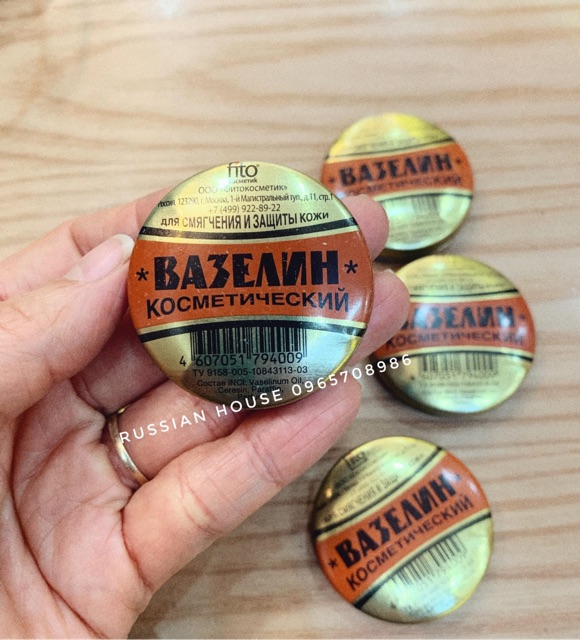 fito®
косметик
ООО «Фитокосметик»
Россия, 123290, г. Москва, 1-й Магистральный туп., д.11, стр.1
+7 (499) 922-89-22
ДЛЯ СМЯГЧЕНИЯ И ЗАЩИТЫ КОЖИ
* ВАЗЕЛИН *
КОСМЕТИЧЕСКИЙ
4 607051 794009
ТУ 9158-005-10843113-03
Состав INCI: Vaselinum Oil,
Ceresin, Paraffin,
RUSSIAN HOUSE 0965708986
ВАЗЕЛИН
КОСМЕТИЧЕСКИЙ
ВАЗЕЛИН
КОСМЕТИЧЕСКИЙ
fito
ВАЗЕЛИН
КОСМЕТИЧЕСКИЙ